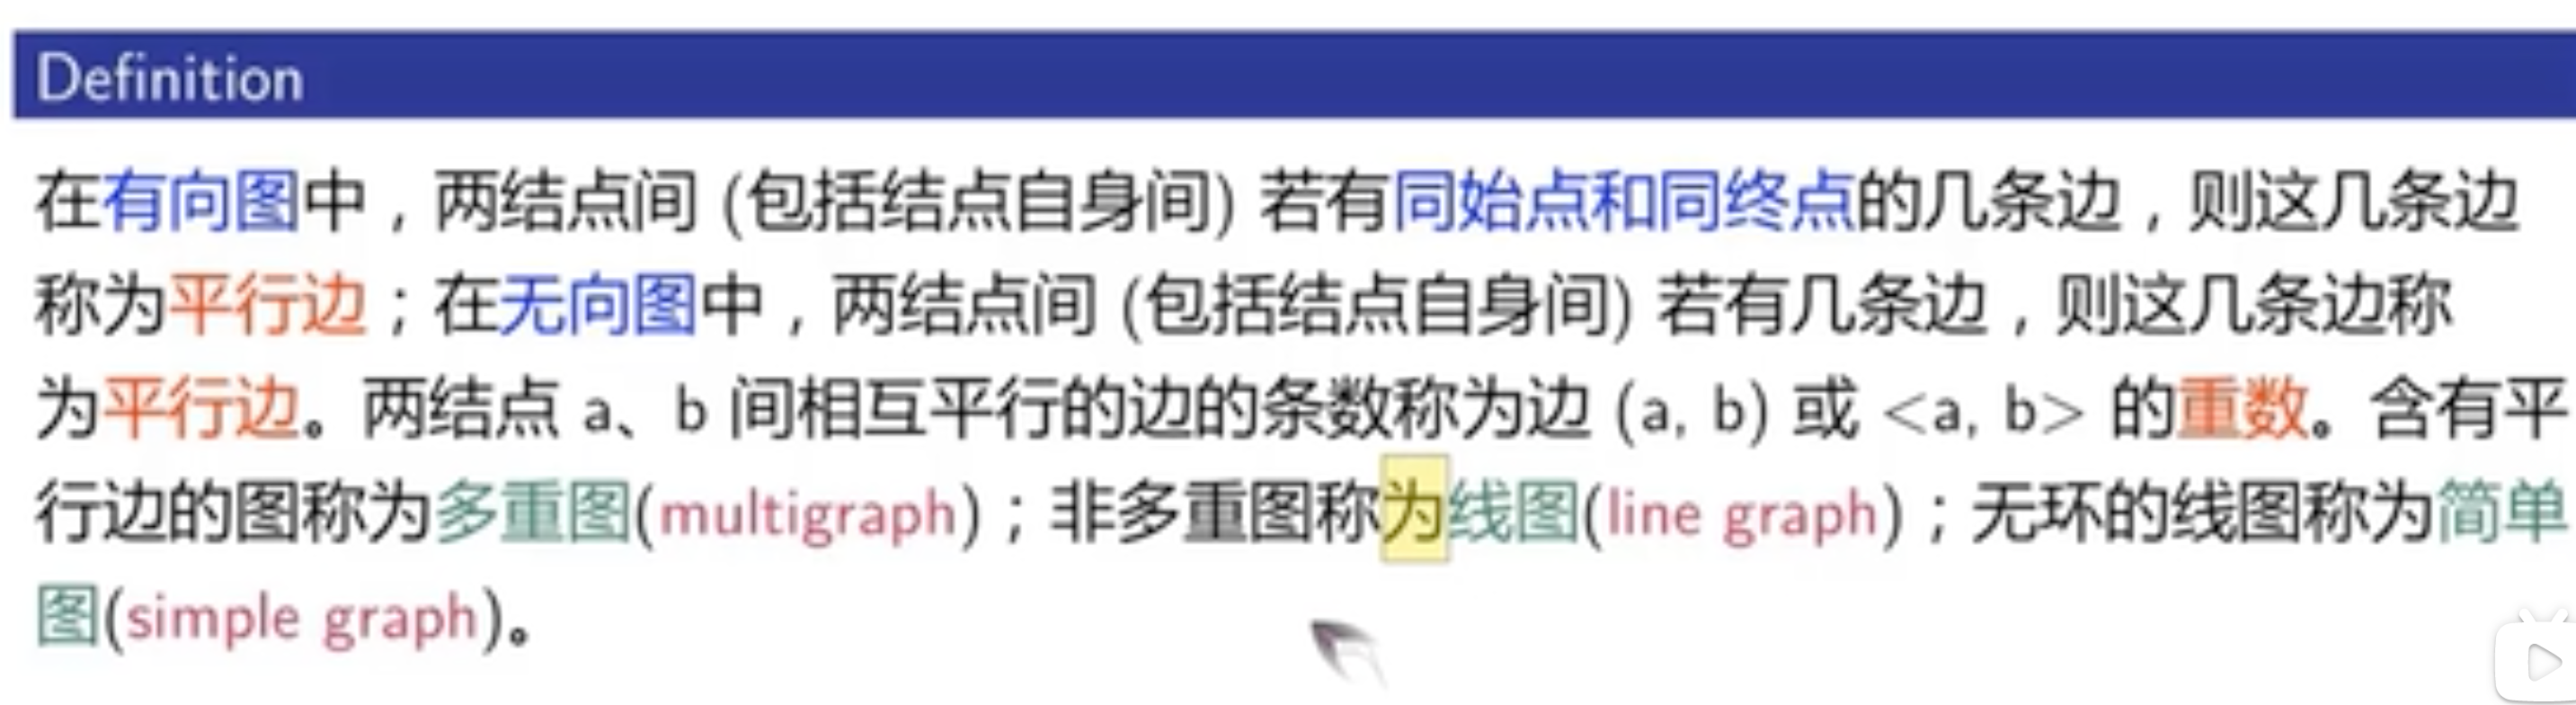 Definition
在有向图中，两结点间 (包括结点自身间) 若有同始点和同终点的几条边，则这几条边
称为平行边；在无向图中，两结点间 (包括结点自身间) 若有几条边，则这几条边称
为平行边。两结点 a、b 间相互平行的边的条数称为边 (a, b) 或 <a, b> 的重数。含有平
行边的图称为多重图(multigraph)；非多重图称为线图(line graph)；无环的线图称为简单
图(simple graph)。